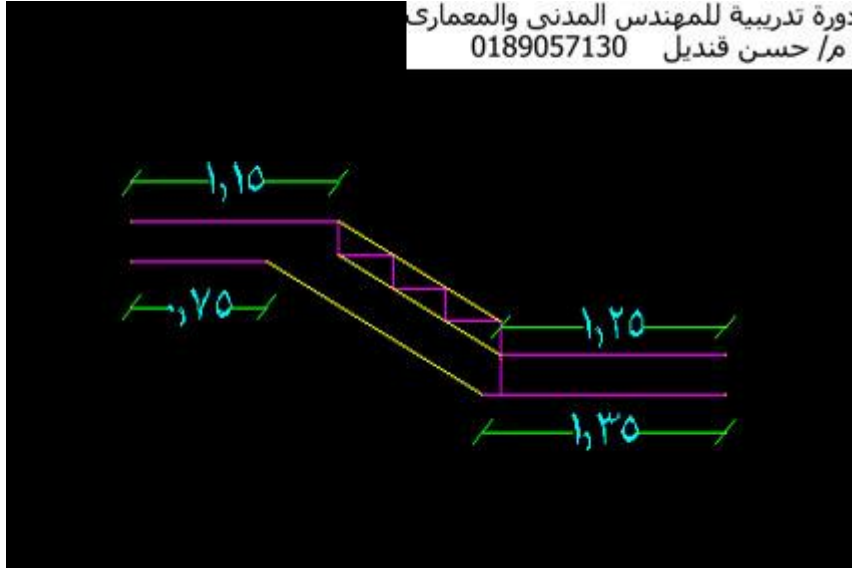 دورة تدريبية للمهندس المدنى والمعمارى
م/ حسن قنديل 0189057130
١,١٥
٠,٧٥
١,٢٥
١,٣٥